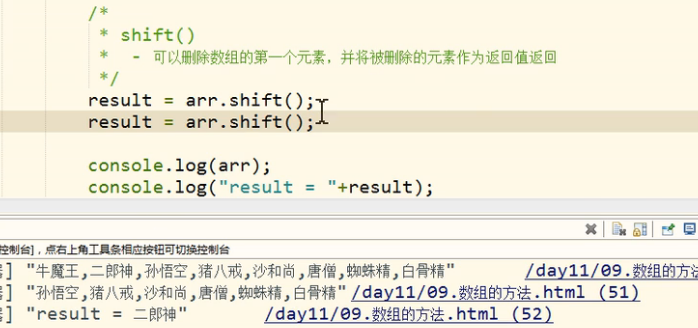 /*
* shift()
* - 可以删除数组的第一个元素，并将被删除的元素作为返回值返回
*/
result = arr.shift();
result = arr.shift();
console.log(arr);
console.log("result = "+result);
控制台]，点右上角工具条相应按钮可切换控制台
] "牛魔王,二郎神,孙悟空,猪八戒,沙和尚,唐僧,蜘蛛精,白骨精" /day11/09.数组的方
] "孙悟空,猪八戒,沙和尚,唐僧,蜘蛛精,白骨精" /day11/09.数组的方法.html (51)
] "result = 二郎神" /day11/09.数组的方法.html (52)